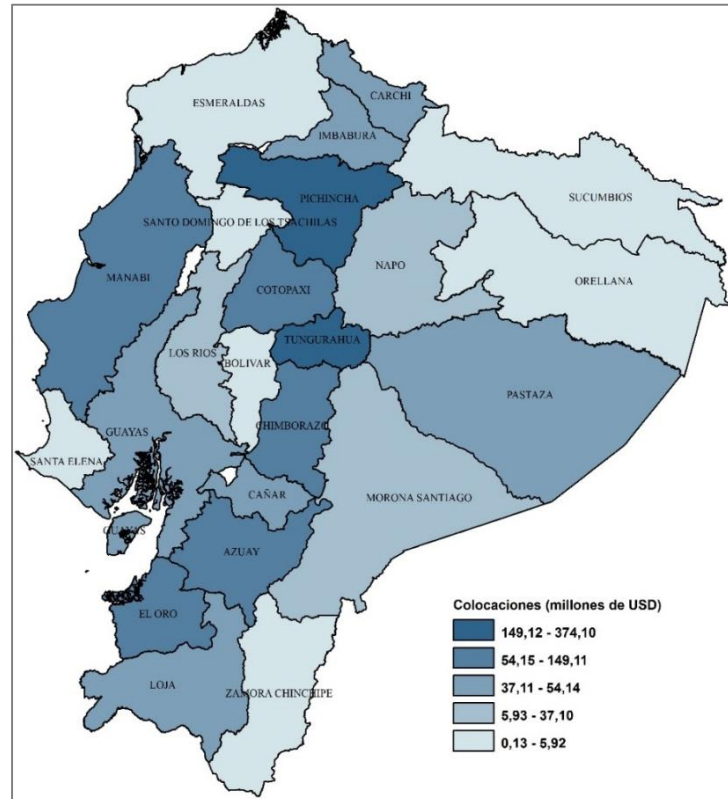 ESMERALDAS
CARCHI
IMBABURA
SUCUMBIOS
PICHINCHA
SANTO DOMINGO DE LOS TSACHILAS
NAPO
MANABI
COTOPAXI
ORELLANA
TUNGURAHUA
LOS RIOS
BOLIVAR
PASTAZA
GUAYAS
CHIMBORAZO
SANTA ELENA
CAÑAR
MORONA SANTIAGO
GUAYAS
AZUAY
EL ORO
LOJA
ZAMORA CHINCHIPE
Colocaciones (millones de USD)
149,12 - 374,10
54,15 - 149,11
37,11 - 54,14
5,93 - 37,10
0,13 - 5,92